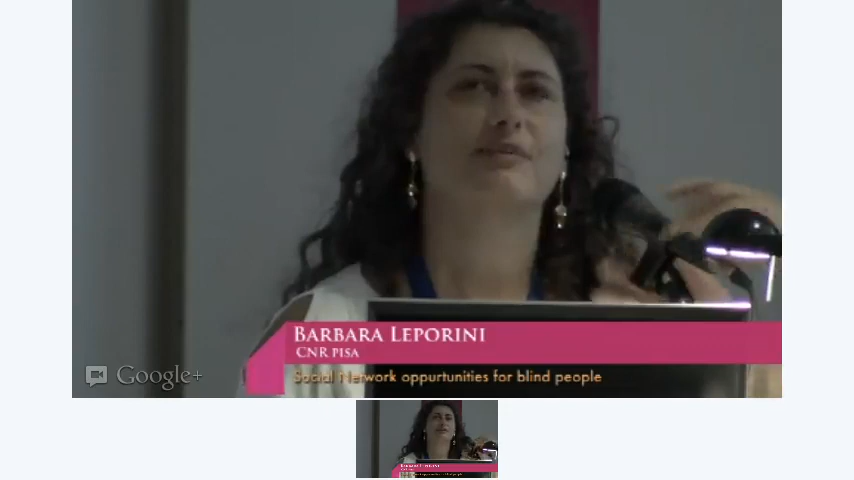 BARBARA LEPORINI
CNR PISA
Social Network oppurtunities for blind people
Google+